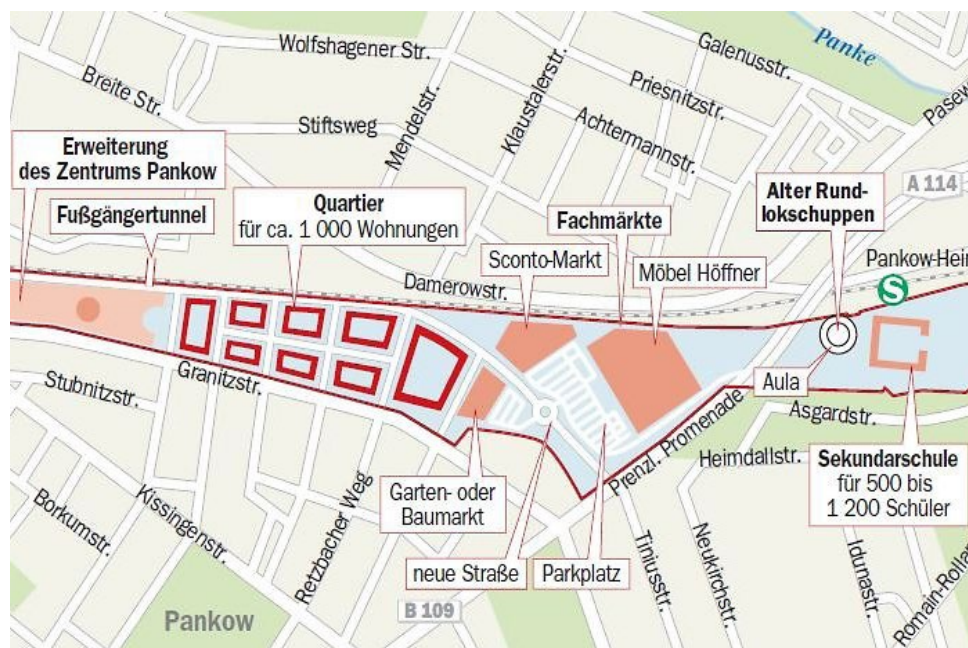 Wolfshagener Str.
Galenusstr.
Panke
Breite Str.
Klaustalerstr.
Priesnitzstr.
Mendelstr.
Stiftsweg
Achtermannstr.
Erweiterung
des Zentrums Pankow
Fußgängertunnel
Quartier
für ca. 1 000 Wohnungen
Fachmärkte
Sconto-Markt
Möbel Höffner
Alter Rund-
lokschuppen
A 114
Pankow-Hei
S
Damerowstr.
Granitzstr.
Stubnitzstr.
Aula
Asgardstr.
Prenzl. Promenade
Heimdallstr.
Sekundarschule
für 500 bis
1 200 Schüler
Garten- oder
Baumarkt
Borkumstr.
Kissingenstr.
Retzbacher Weg
neue Straße
Parkplatz
Tiniusstr.
Neukirchstr.
Idunastr.
B 109
Pankow